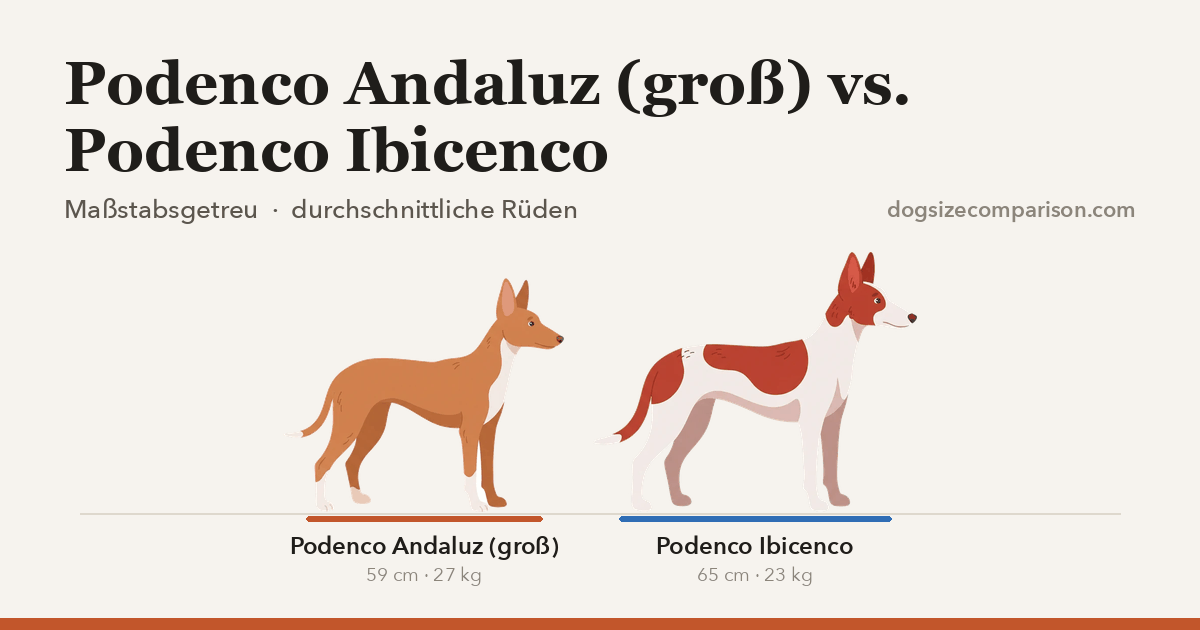 Podenco Andaluz (groß) vs.
Podenco Ibicenco
Maßstabsgetreu · durchschnittliche Rüden
dogsizecomparison.com
Podenco Andaluz (groß)
59 cm · 27 kg
Podenco Ibicenco
65 cm · 23 kg